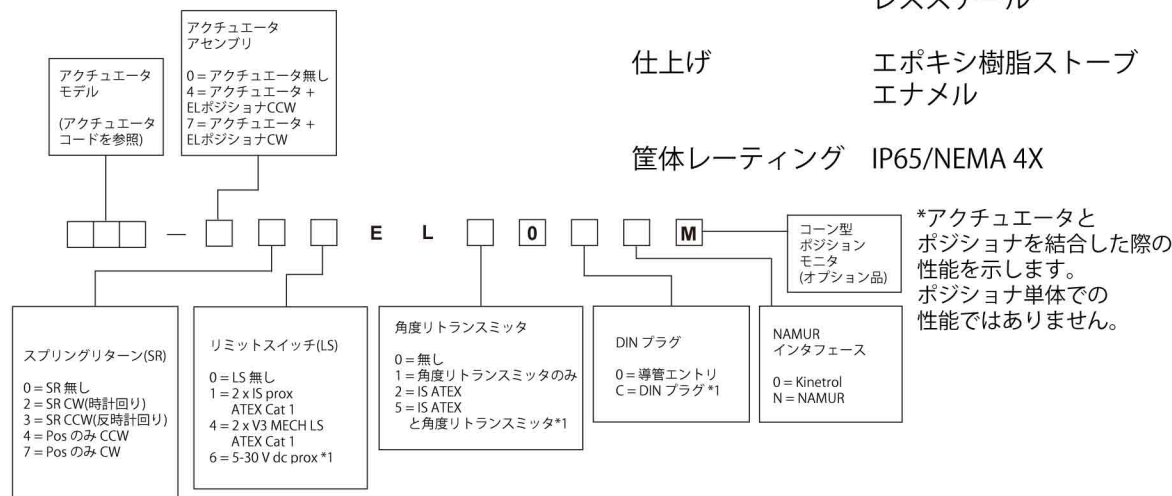 レススチール
仕上げ エポキシ樹脂ストーブ
エナメル
筐体レーティング IP65/NEMA 4X
*アクチュエータと
ポジショナを結合した際の
性能を示します。
ポジショナ単体での
性能ではありません。
アクチュエータ
モデル
(アクチュエータ
コードを参照)
アクチュエータ
アセンブリ
0 = アクチュエータ無し
4 = アクチュエータ +
ELポジショナCCW
7 = アクチュエータ +
ELポジショナCW
— E L 0 M
コーン型
ポジション
モニタ
(オプション品)
スプリングリターン(SR)
0 = SR 無し
2 = SR CW(時計回り)
3 = SR CCW(反時計回り)
4 = Pos のみ CCW
7 = Pos のみ CW
リミットスイッチ(LS)
0 = LS 無し
1 = 2 x IS prox
ATEX Cat 1
4 = 2 x V3 MECH LS
ATEX Cat 1
6 = 5-30 V dc prox *1
角度リトランスミッタ
0 = 無し
1 = 角度リトランスミッタのみ
2 = IS ATEX
5 = IS ATEX
と角度リトランスミッタ*1
DIN プラグ
0 = 導管エントリ
C = DIN プラグ *1
NAMUR
インタフェース
0 = Kinetrol
N = NAMUR